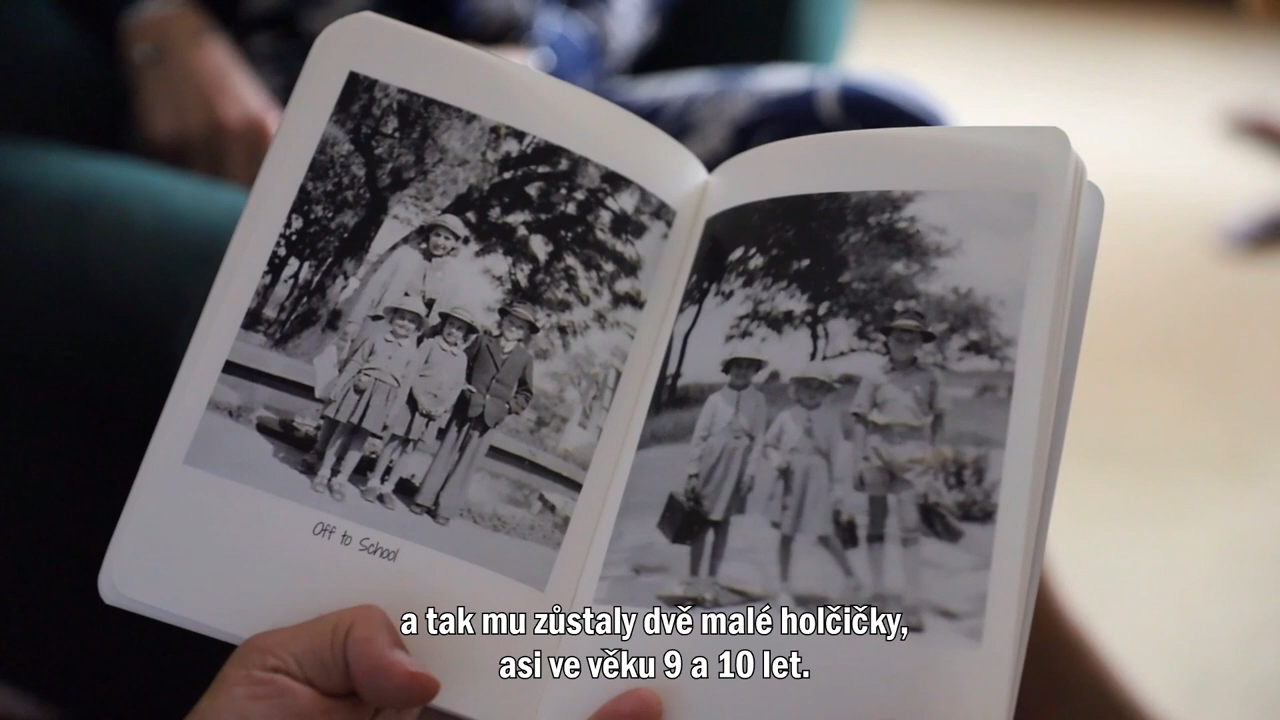 Off to School
a tak mu zůstaly dvě malé holčičky,
asi ve věku 9 a 10 let.